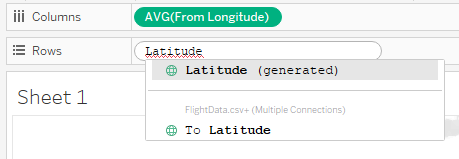 Columns
AVG(From Longitude)
Rows
Latitude
Latitude (generated)
Sheet 1
FlightData.csv+ (Multiple Connections)
To Latitude